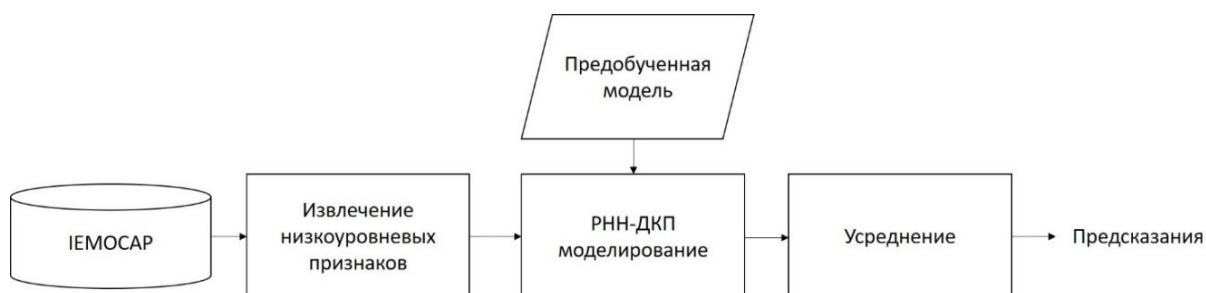 Предобученная
модель
IEMOCAP
Извлечение
низкоуровневых
признаков
РНН-ДКП
моделирование
Усреднение
Предсказания